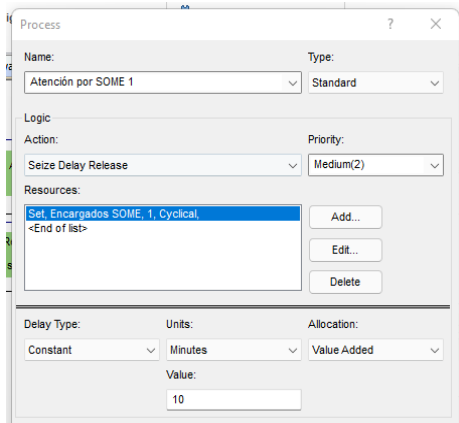 Process
?
Name:
Type:
Atención por SOME 1
Standard
Logic
Action:
Priority:
Seize Delay Release
Medium(2)
Resources:
Set, Encargados SOME, 1, Cyclical,
<End of list>
Add...
Edit...
Delete
Delay Type:
Units:
Allocation:
Constant
Minutes
Value Added
Value:
10